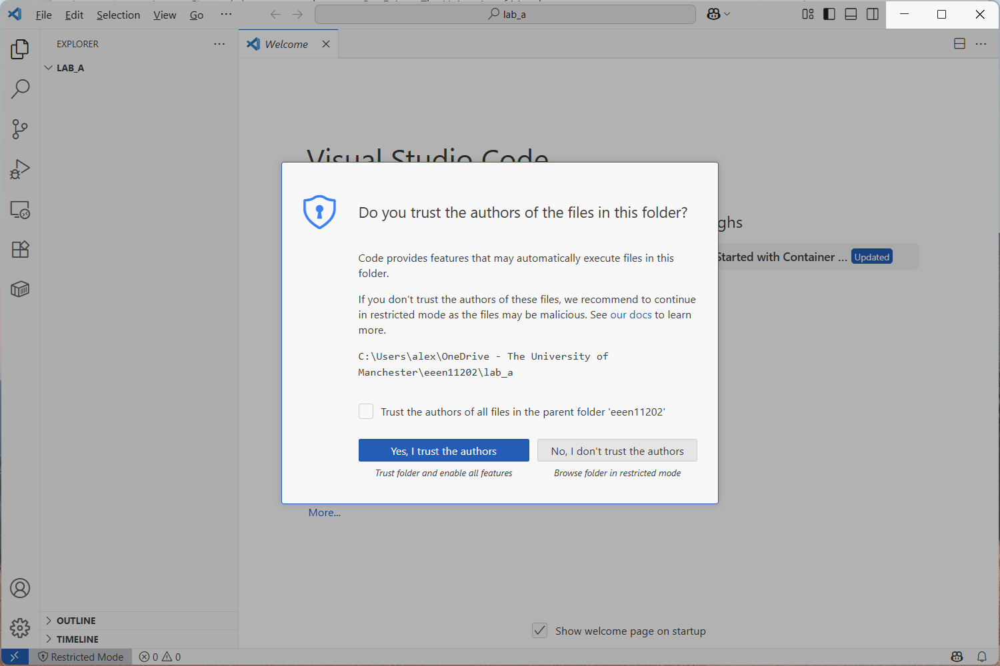 File Edit Selection View Go ···
lab_a
EXPLORER
Welcome
LAB_A
Visual Studio Code
Do you trust the authors of the files in this folder?
ghs
Started with Container ... Updated
Code provides features that may automatically execute files in this
folder.
If you don't trust the authors of these files, we recommend to continue
in restricted mode as the files may be malicious. See our docs to learn
more.
C:\Users\alex\OneDrive - The University of
Manchester\eeen11202\lab_a
Trust the authors of all files in the parent folder 'eeen11202'
Yes, I trust the authors
No, I don't trust the authors
Trust folder and enable all features
Browse folder in restricted mode
More...
OUTLINE
Show welcome page on startup
TIMELINE
Restricted Mode 0 0